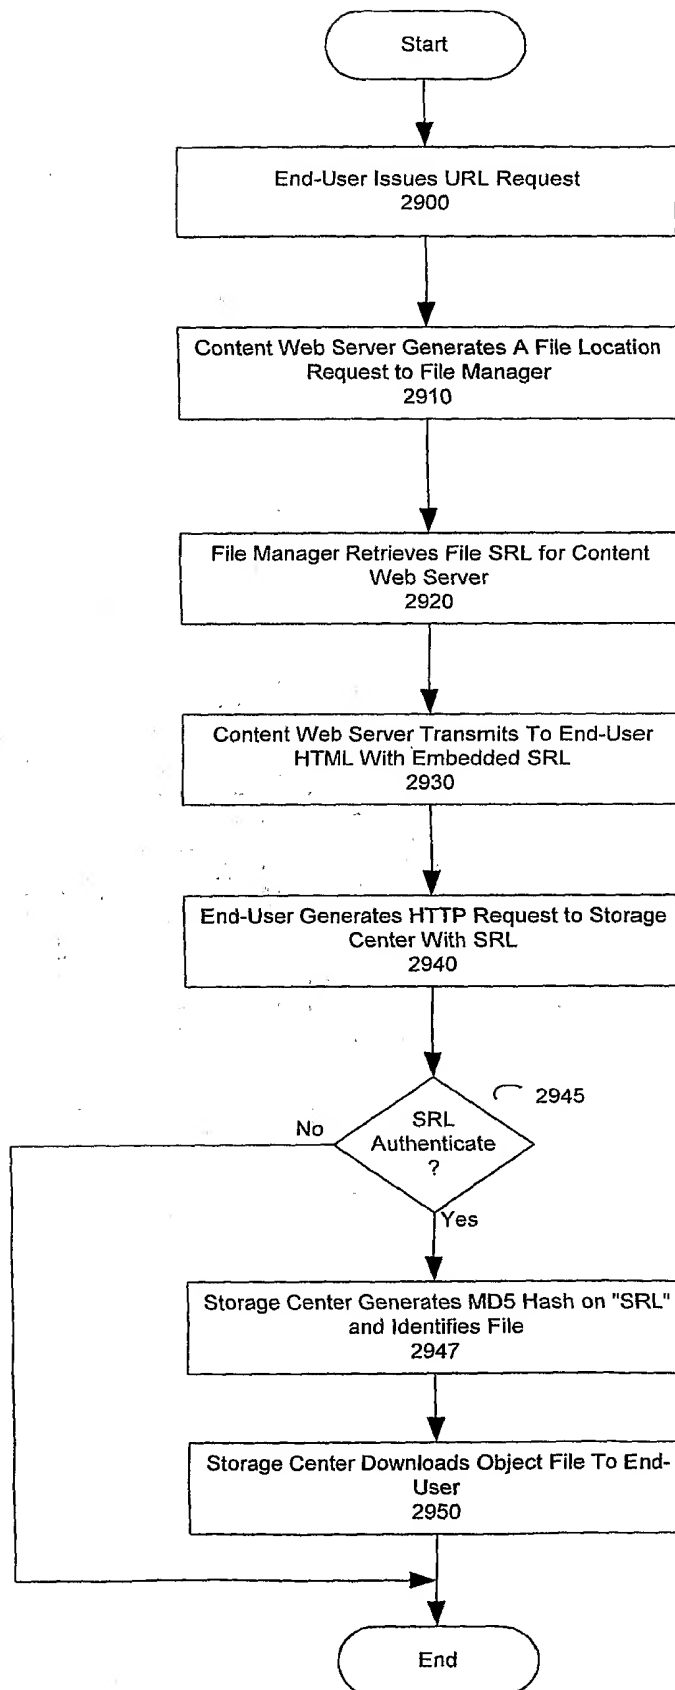 Start
End-User Issues URL Request
2900
Content Web Server Generates A File Location
Request to File Manager
2910
File Manager Retrieves File SRL for Content
Web Server
2920
Content Web Server Transmits To End-User
HTML With Embedded SRL
2930
End-User Generates HTTP Request to Storage
Center With SRL
2940
2945
SRL
Authenticate
?
No
Yes
Storage Center Generates MD5 Hash on "SRL"
and Identifies File
2947
Storage Center Downloads Object File To End-
User
2950
End